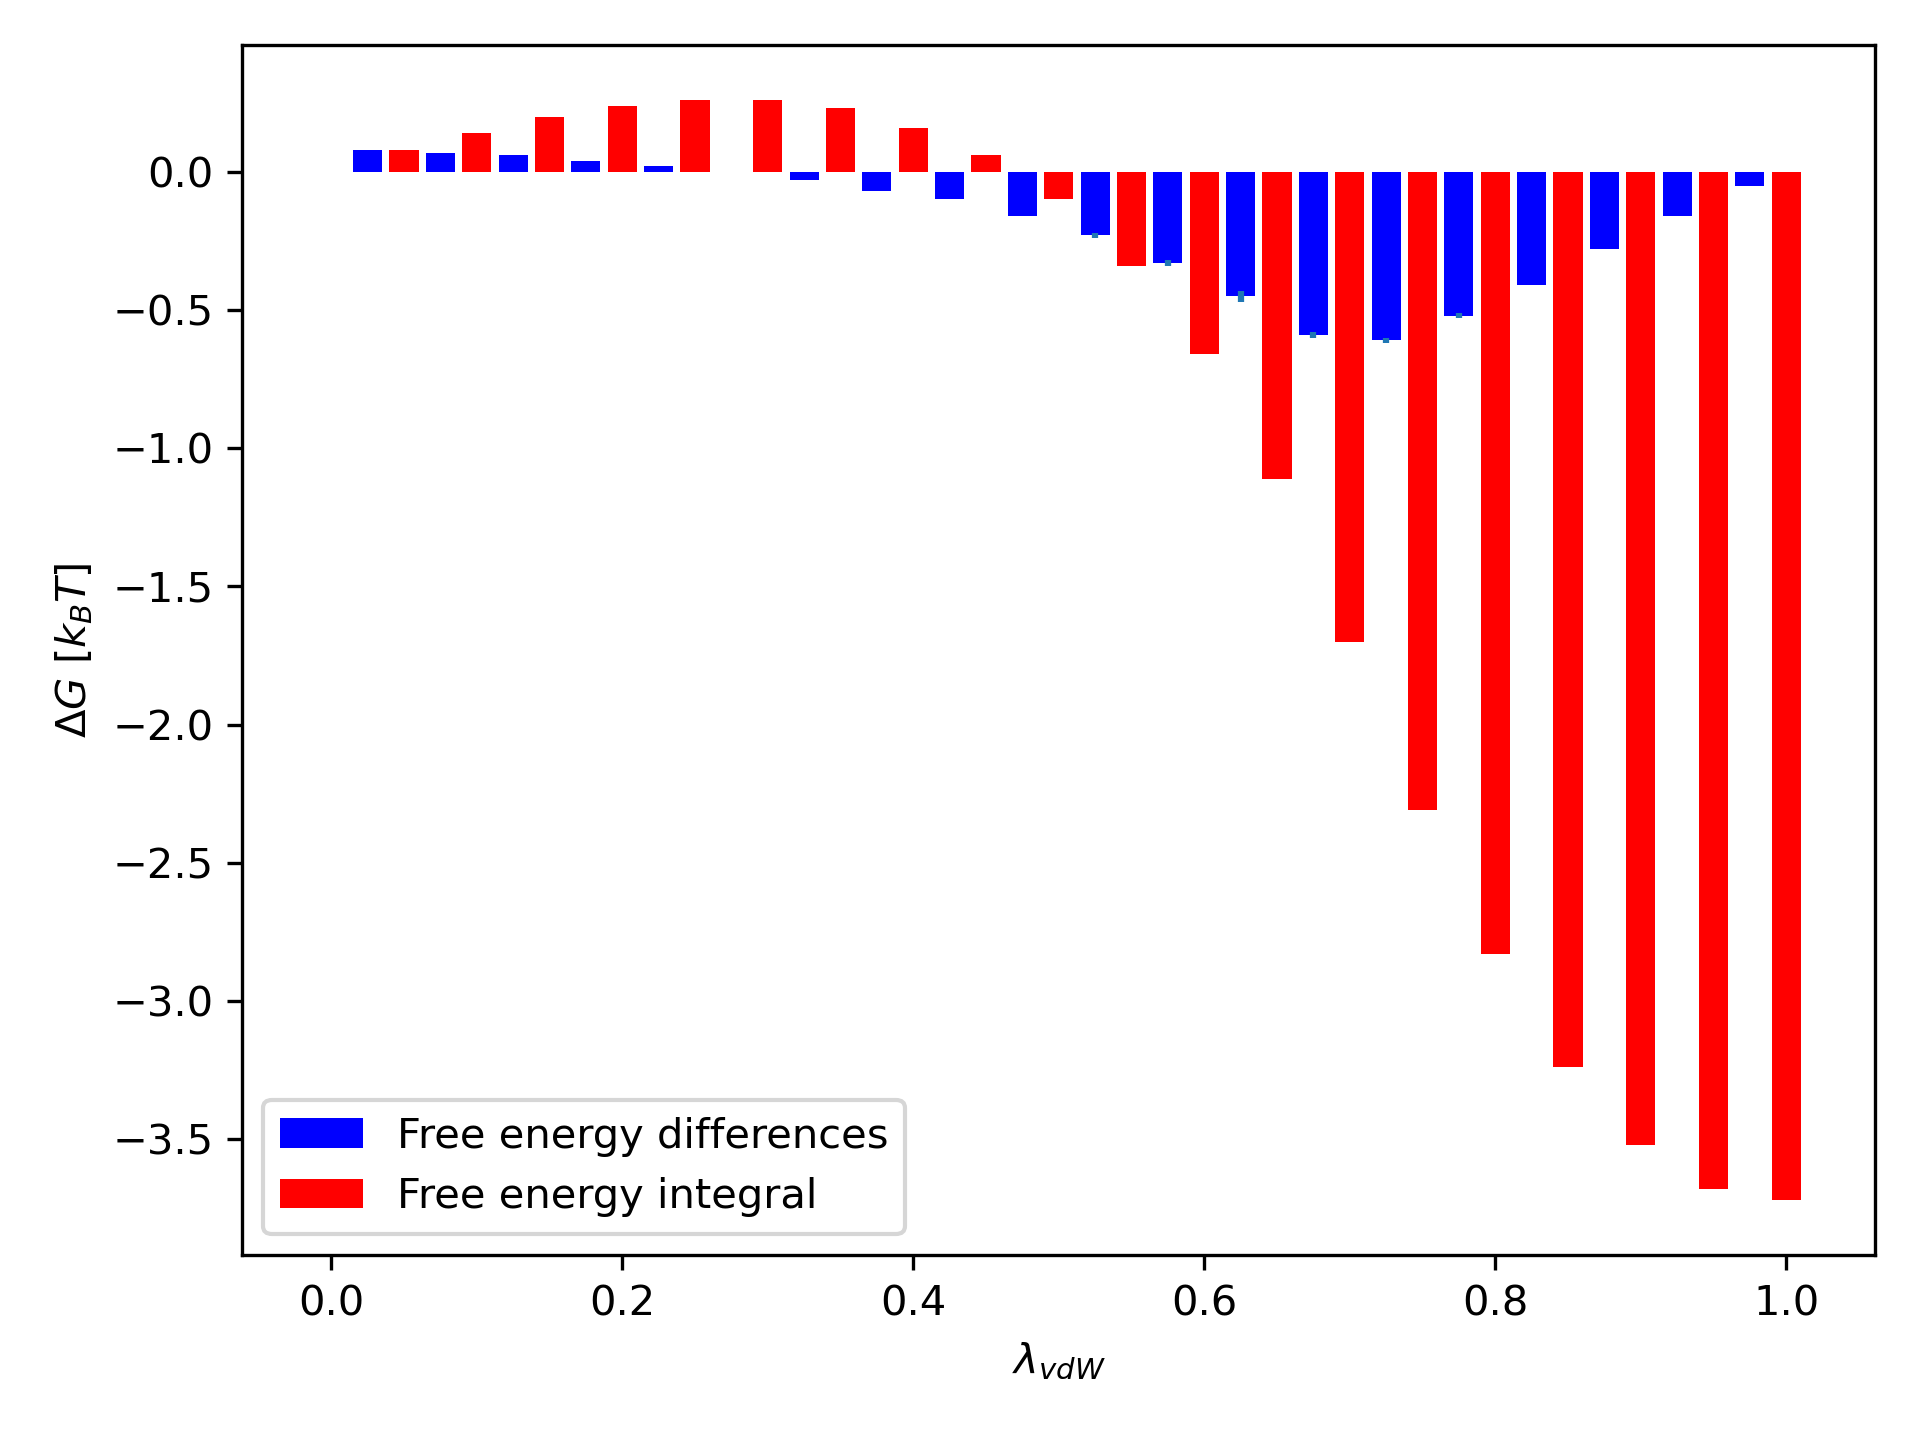 0.0
−0.5
−1.0
−1.5
−2.0
−2.5
−3.0
−3.5
ΔG [k_BT]
Free energy differences
Free energy integral
0.0 0.2 0.4 0.6 0.8 1.0
λ_vdW